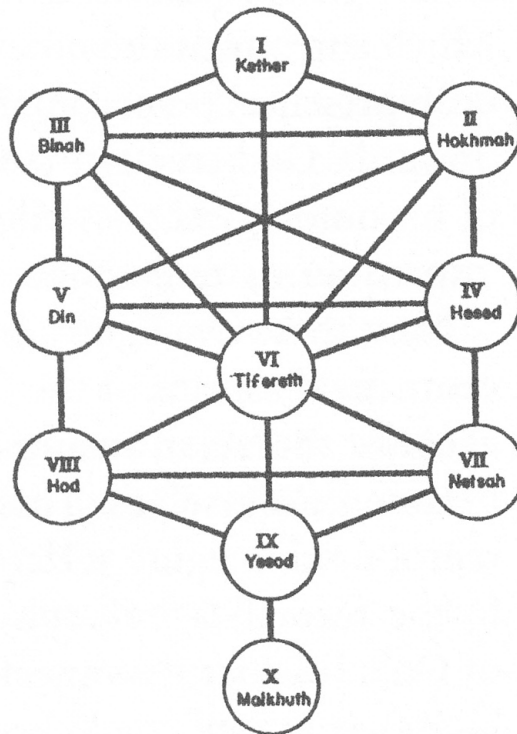 I
Kether
III
Binah
II
Hokhmah
V
Din
IV
Hesed
VI
Tifereth
VIII
Hod
VII
Netsah
IX
Yesod
X
Malkhuth